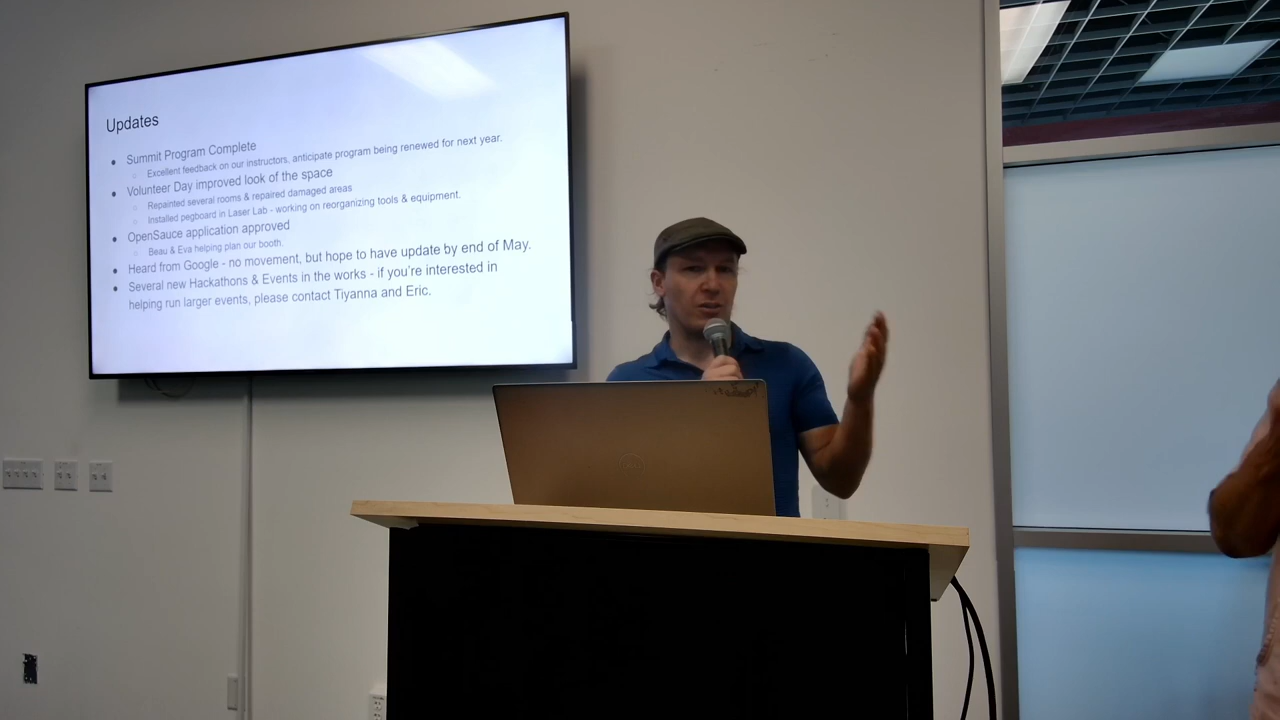 Updates
Summit Program Complete
Excellent feedback on our instructors, anticipate program being renewed for next year.
Volunteer Day improved look of the space
Repainted several rooms & repaired damaged areas
Installed pegboard in Laser Lab - working on reorganizing tools & equipment.
OpenSauce application approved
Beau & Eva helping plan our booth.
Heard from Google - no movement, but hope to have update by end of May.
Several new Hackathons & Events in the works - if you're interested in
helping run larger events, please contact Tiyanna and Eric.